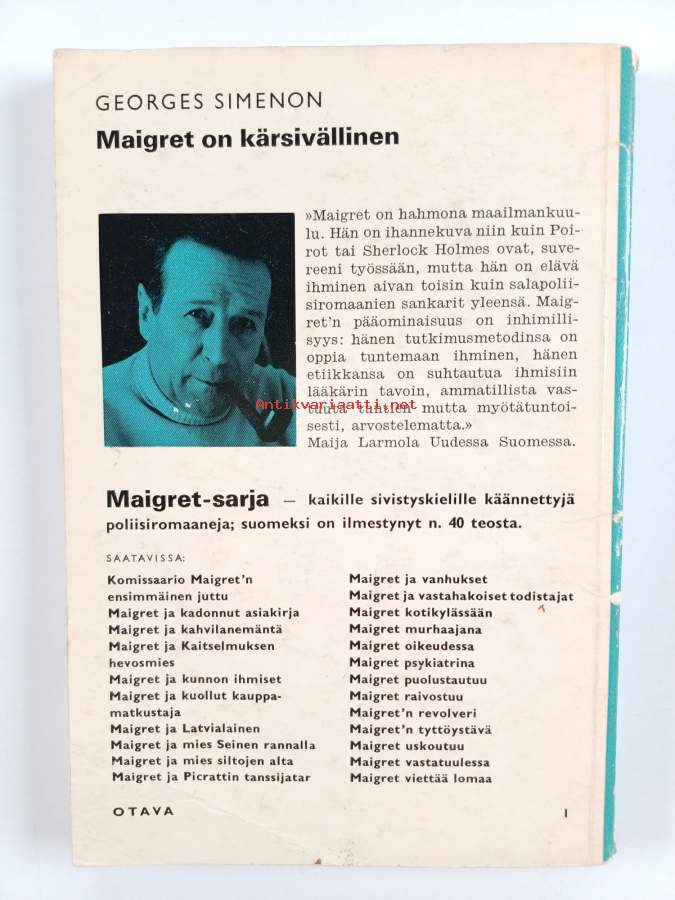 GEORGES SIMENON
Maigret on kärsivällinen
»Maigret on hahmona maailmankuu-
lu. Hän on ihannekuva niin kuin Poi-
rot tai Sherlock Holmes ovat, suve-
reeni työssään, mutta hän on elävä
ihminen aivan toisin kuin salapolii-
siromaanien sankarit yleensä. Maig-
ret'n pääominaisuus on inhimilli-
syys: hänen tutkimusmetodinsa on
oppia tuntemaan ihminen, hänen
etiikkansa on suhtautua ihmisiin
lääkärin tavoin, ammatillista vas-
tuuta tuntien mutta myötätuntoi-
sesti, arvostelematta.»
Maija Larmola Uudessa Suomessa.
Antikvariaatti.net
Maigret-sarja — kaikille sivistyskielille käännettyjä
poliisiromaaneja; suomeksi on ilmestynyt n. 40 teosta.
SAATAVISSA:
Komissaario Maigret'n
ensimmäinen juttu
Maigret ja kadonnut asiakirja
Maigret ja kahvilanemäntä
Maigret ja Kaitselmuksen
hevosmies
Maigret ja kunnon ihmiset
Maigret ja kuollut kauppa-
matkustaja
Maigret ja Latvialainen
Maigret ja mies Seinen rannalla
Maigret ja mies siltojen alta
Maigret ja Picrattin tanssijatar
Maigret ja vanhukset
Maigret ja vastahakoiset todistajat
Maigret kotikylässään
Maigret murhaajana
Maigret oikeudessa
Maigret psykiatrina
Maigret puolustautuu
Maigret raivostuu
Maigret'n revolveri
Maigret'n tyttöystävä
Maigret uskoutuu
Maigret vastatuulessa
Maigret viettää lomaa
OTAVA
1